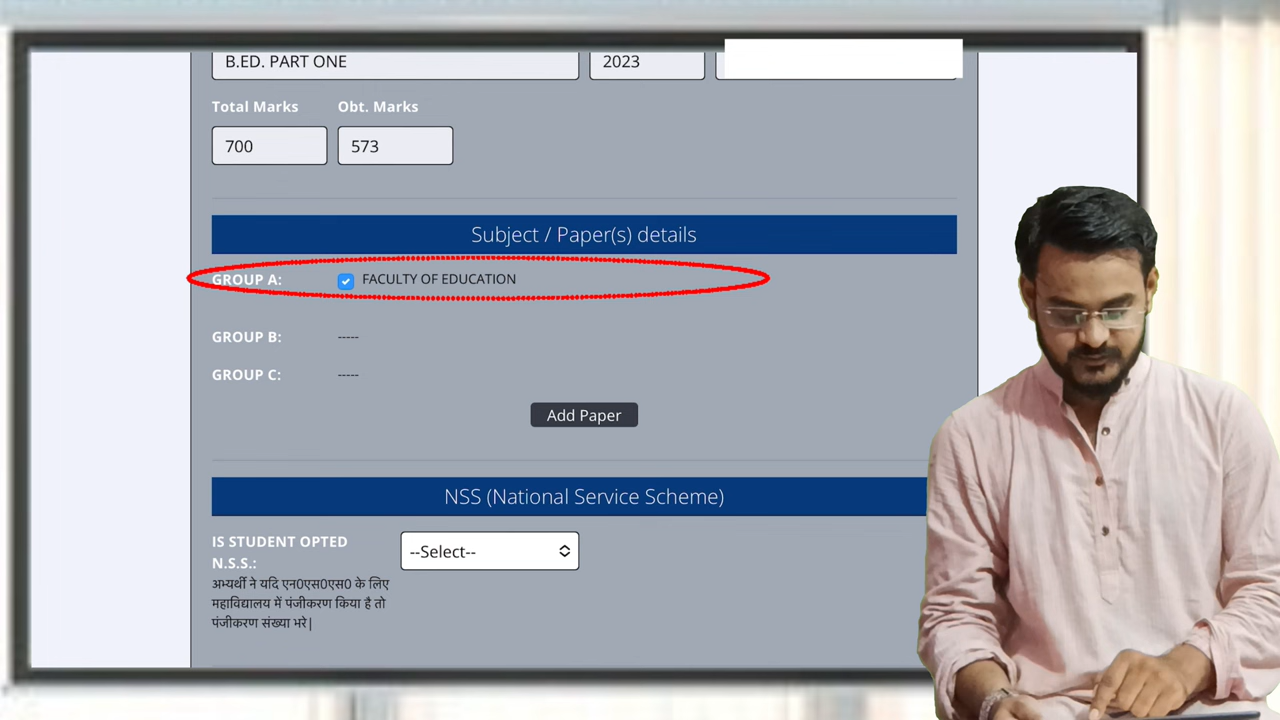 B.ED. PART ONE 2023
Total Marks Obt. Marks
700 573
Subject / Paper(s) details
GROUP A: FACULTY OF EDUCATION
GROUP B: -----
GROUP C: -----
Add Paper
NSS (National Service Scheme)
IS STUDENT OPTED
N.S.S.:
--Select--
अभ्यर्थी ने यदि एन0एस0एस0 के लिए
महाविद्यालय में पंजीकरण किया है तो
पंजीकरण संख्या भरे|